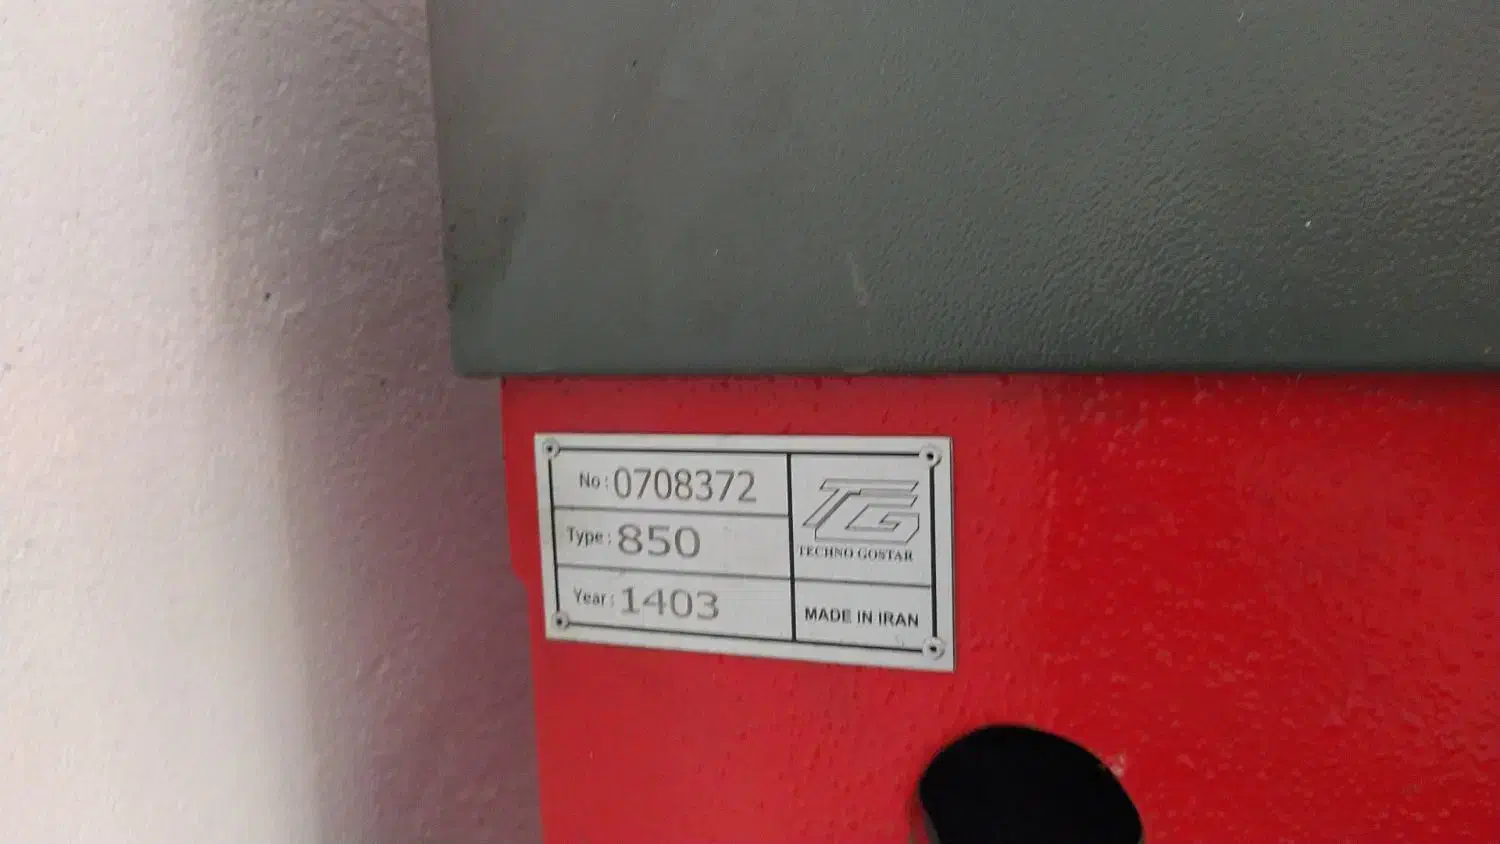 No: 0708372
Type: 850
Year: 1403
TG
TECHNO GOSTAR
MADE IN IRAN